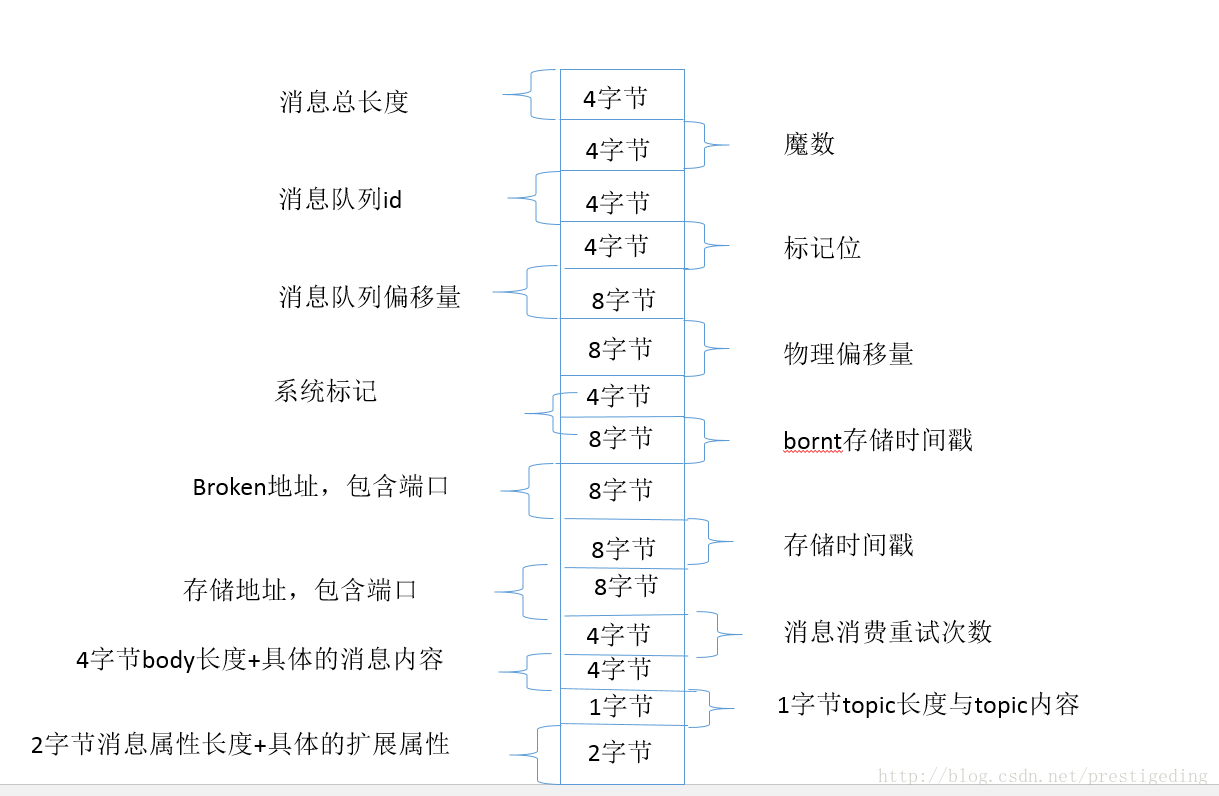 消息总长度
4字节
4字节
魔数
消息队列id
4字节
4字节
标记位
消息队列偏移量
8字节
8字节
物理偏移量
系统标记
4字节
8字节
bornt存储时间戳
Broken地址，包含端口
8字节
8字节
存储时间戳
存储地址，包含端口
8字节
4字节
消息消费重试次数
4字节body长度+具体的消息内容
4字节
1字节
1字节topic长度与topic内容
2字节消息属性长度+具体的扩展属性
2字节
http://blog.csdn.net/prestigeding